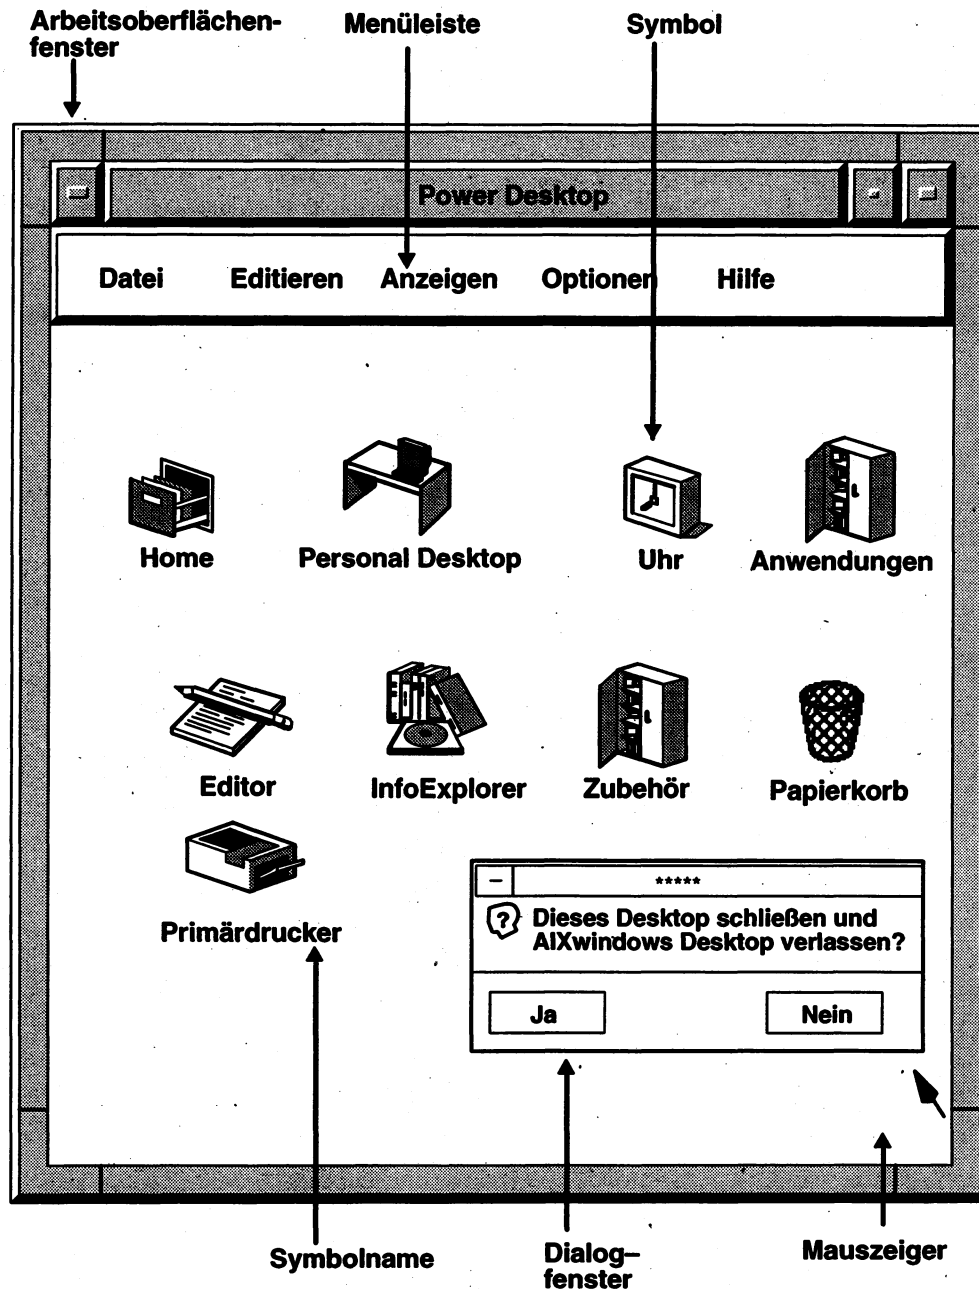 Arbeitsoberflächen-
fenster
Menüleiste
Symbol
Power Desktop
Datei Editieren Anzeigen Optionen Hilfe
Home
Personal Desktop
Uhr
Anwendungen
Editor
InfoExplorer
Zubehör
Papierkorb
Primärdrucker
*****
?
Dieses Desktop schließen und
AIXwindows Desktop verlassen?
Ja
Nein
Symbolname
Dialog–
fenster
Mauszeiger